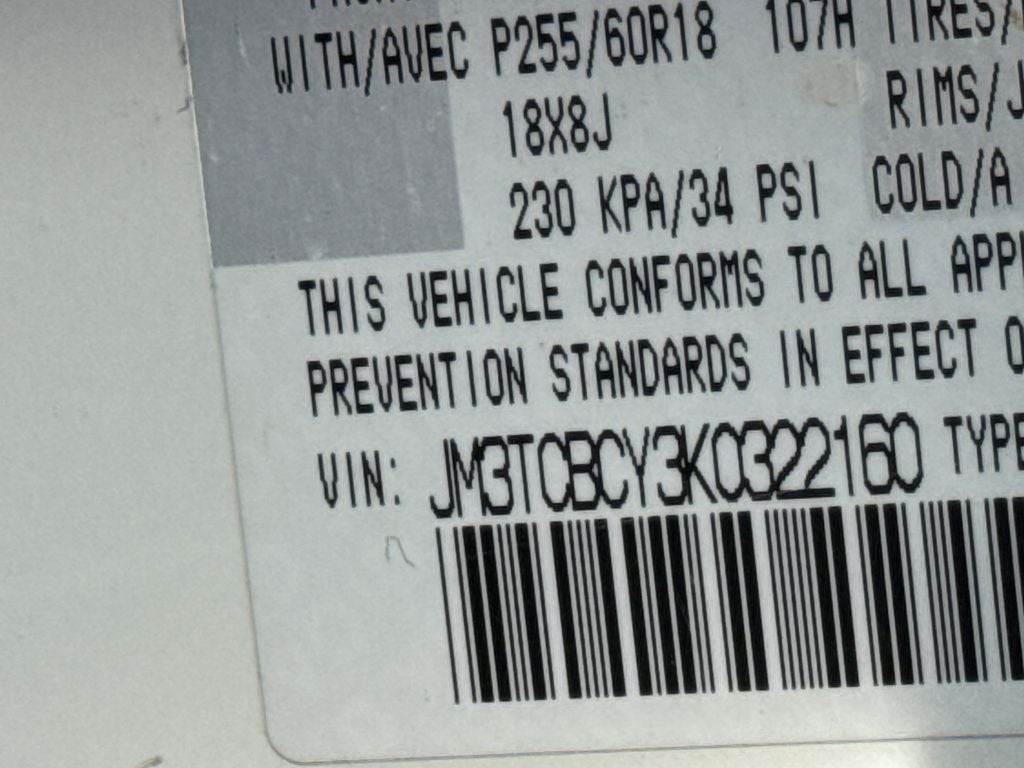 WITH/AVEC P255/60R18 107H TIRES/
18X8J RIMS/J
230 KPA/34 PSI COLD/A
THIS VEHICLE CONFORMS TO ALL APPL
PREVENTION STANDARDS IN EFFECT O
VIN: JM3TCBCY3K0322160 TYPE